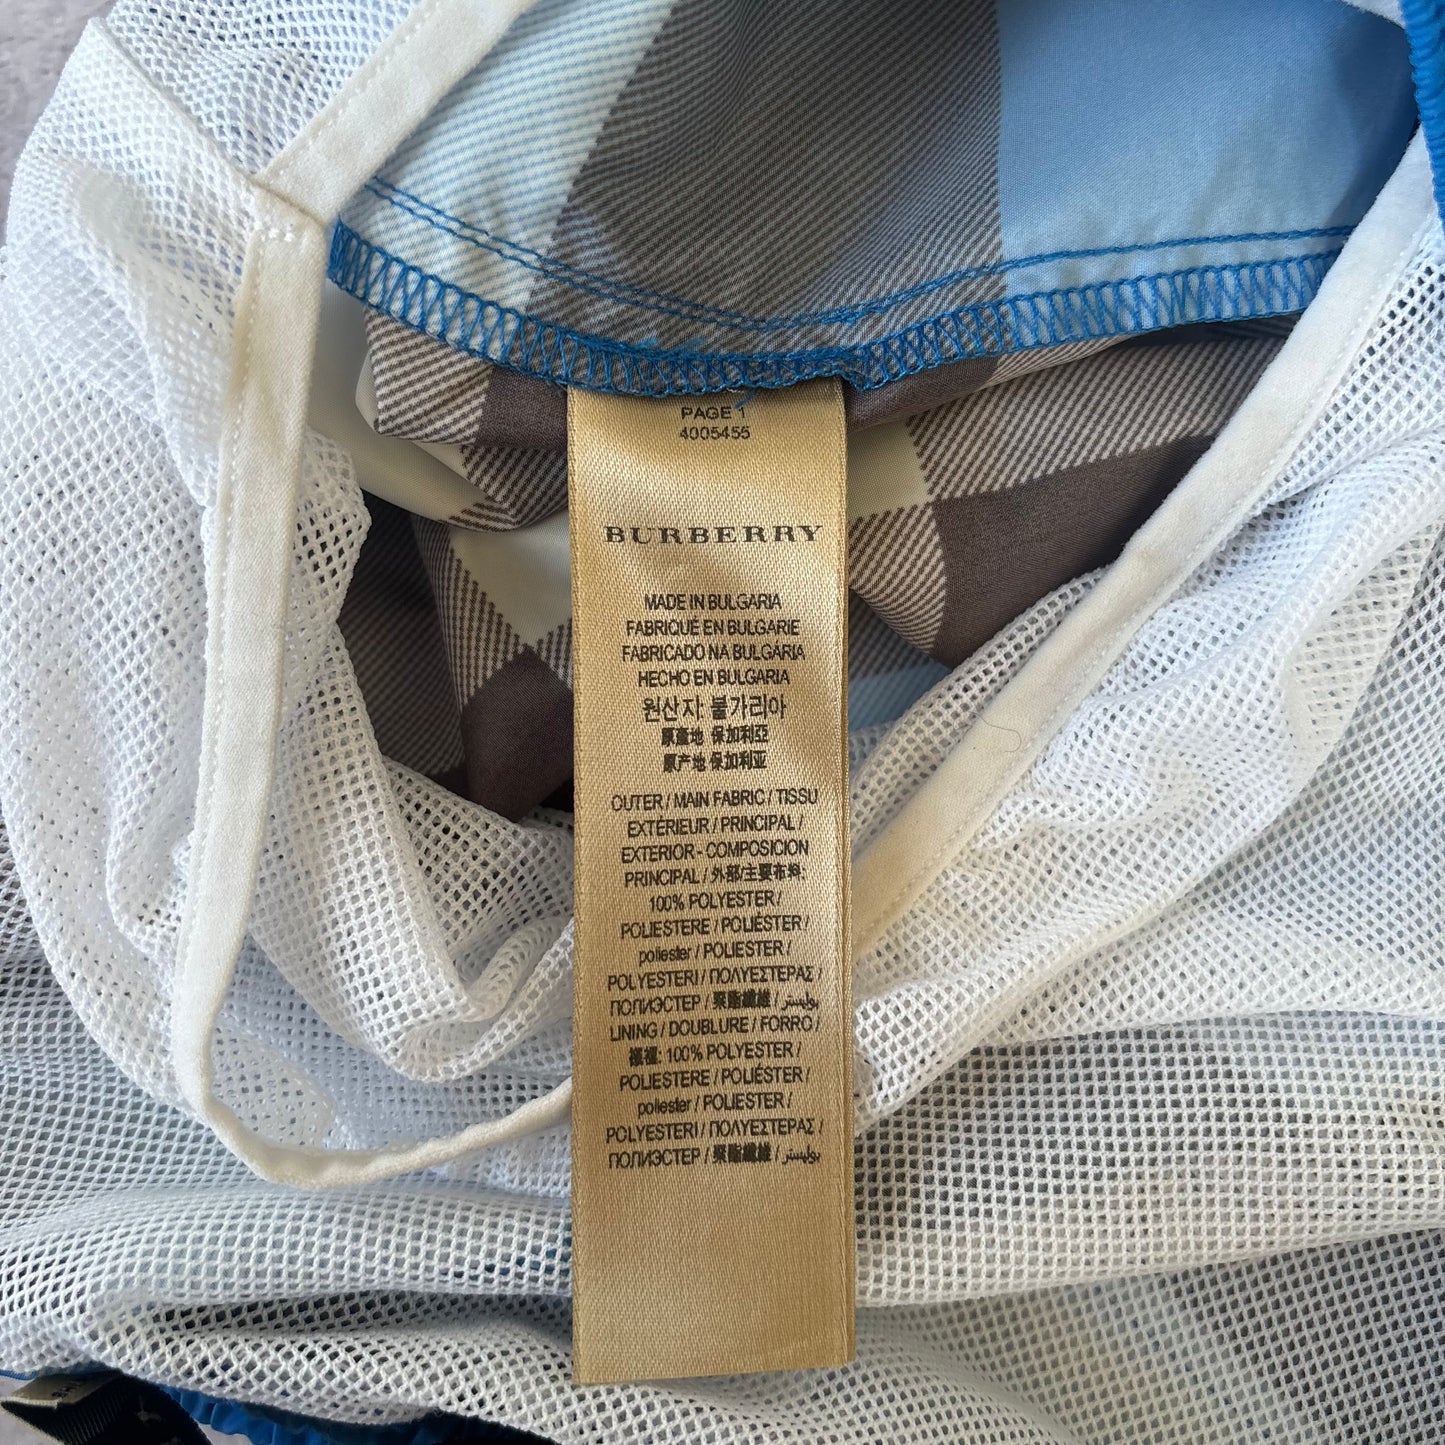 PAGE 1
4005455
BURBERRY
MADE IN BULGARIA
FABRIQUÉ EN BULGARIE
FABRICADO NA BULGÁRIA
HECHO EN BULGARIA
원산지: 불가리아
原產地 保加利亞
原产地 保加利亚
OUTER / MAIN FABRIC / TISSU
EXTÉRIEUR / PRINCIPAL /
EXTERIOR - COMPOSICION
PRINCIPAL / 外部/主要布料:
100% POLYESTER /
POLIESTERE / POLIÉSTER /
poliester / POLIESTER /
POLYESTERI / ΠΟΛΥΕΣΤΕΡΑΣ /
ПОЛИЭСТЕР / 聚酯纖維 / بوليستر
LINING / DOUBLURE / FORRO /
裡襯: 100% POLYESTER /
POLIESTERE / POLIÉSTER /
poliester / POLIESTER /
POLYESTERI / ΠΟΛΥΕΣΤΕΡΑΣ /
ПОЛИЭСТЕР / 聚酯纖維 / بوليستر